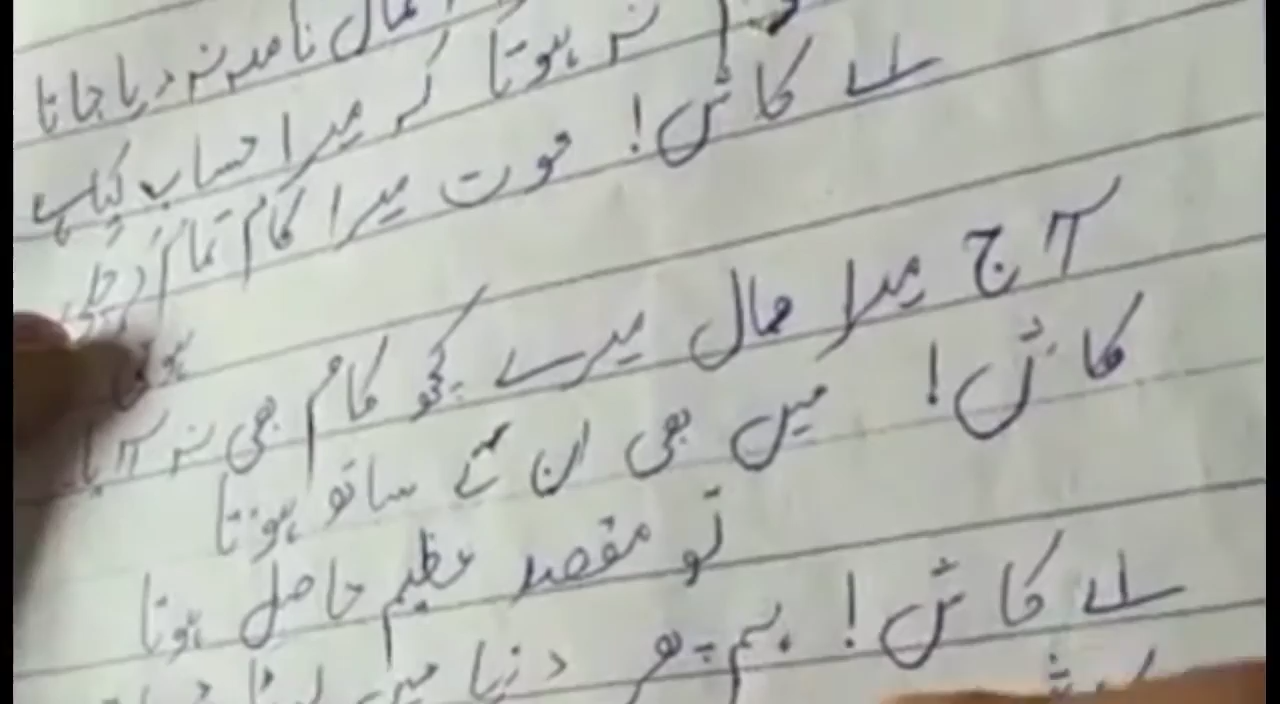 اعمال نامہ نہ دیا جاتا
نہ ہوتا کہ میرا حساب کیا ہے
اے کاش! موت میرا کام تمام کر چکی
ہوتی
آج میرا مال میرے کچھ کام بھی نہ آیا
کاش! میں بھی ان کے ساتھ ہوتا
تو مقصد عظیم حاصل ہوتا
اے کاش! ہم پھر دنیا میں